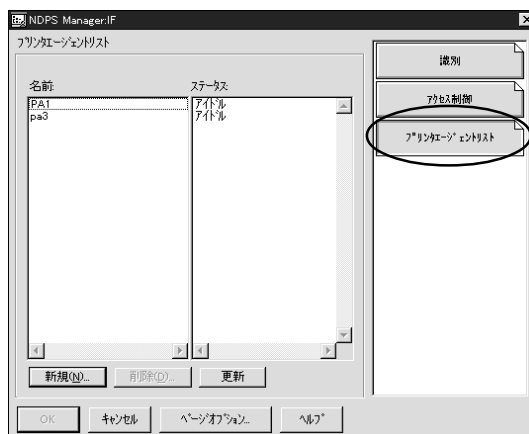 NDPS Manager:IF
プリンタエージェントリスト
名前:
ステータス:
PA1 アイドル
pa3 アイドル
新規(N)...
削除(D)...
更新
識別
アクセス制御
プリンタエージェントリスト
OK
キャンセル
ページオプション...
ヘルプ